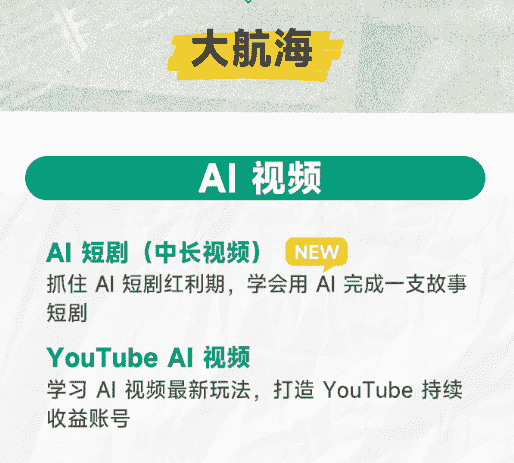 大航海
AI 视频
AI 短剧（中长视频） NEW
抓住 AI 短剧红利期，学会用 AI 完成一支故事
短剧
YouTube AI 视频
学习 AI 视频最新玩法，打造 YouTube 持续
收益账号